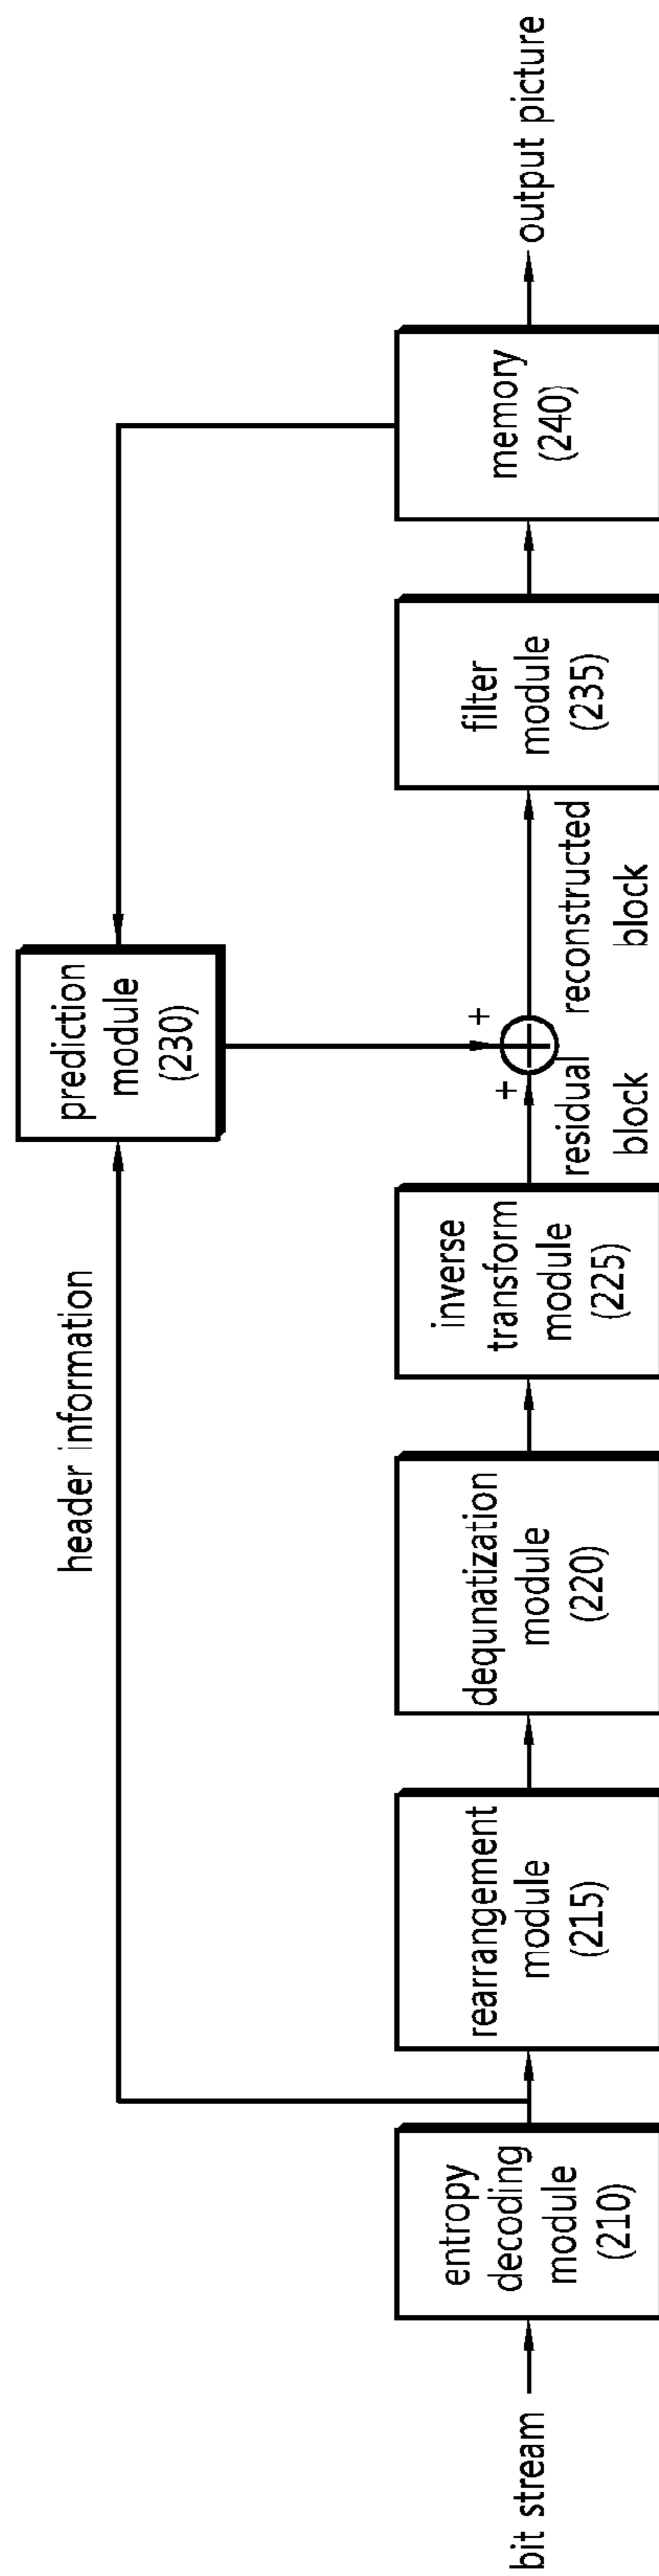 prediction
module
(230)
header information
bit stream
entropy
decoding
module
(210)
rearrangement
module
(215)
dequnatization
module
(220)
inverse
transform
module
(225)
+
+
residual
block
reconstructed
block
filter
module
(235)
memory
(240)
output picture